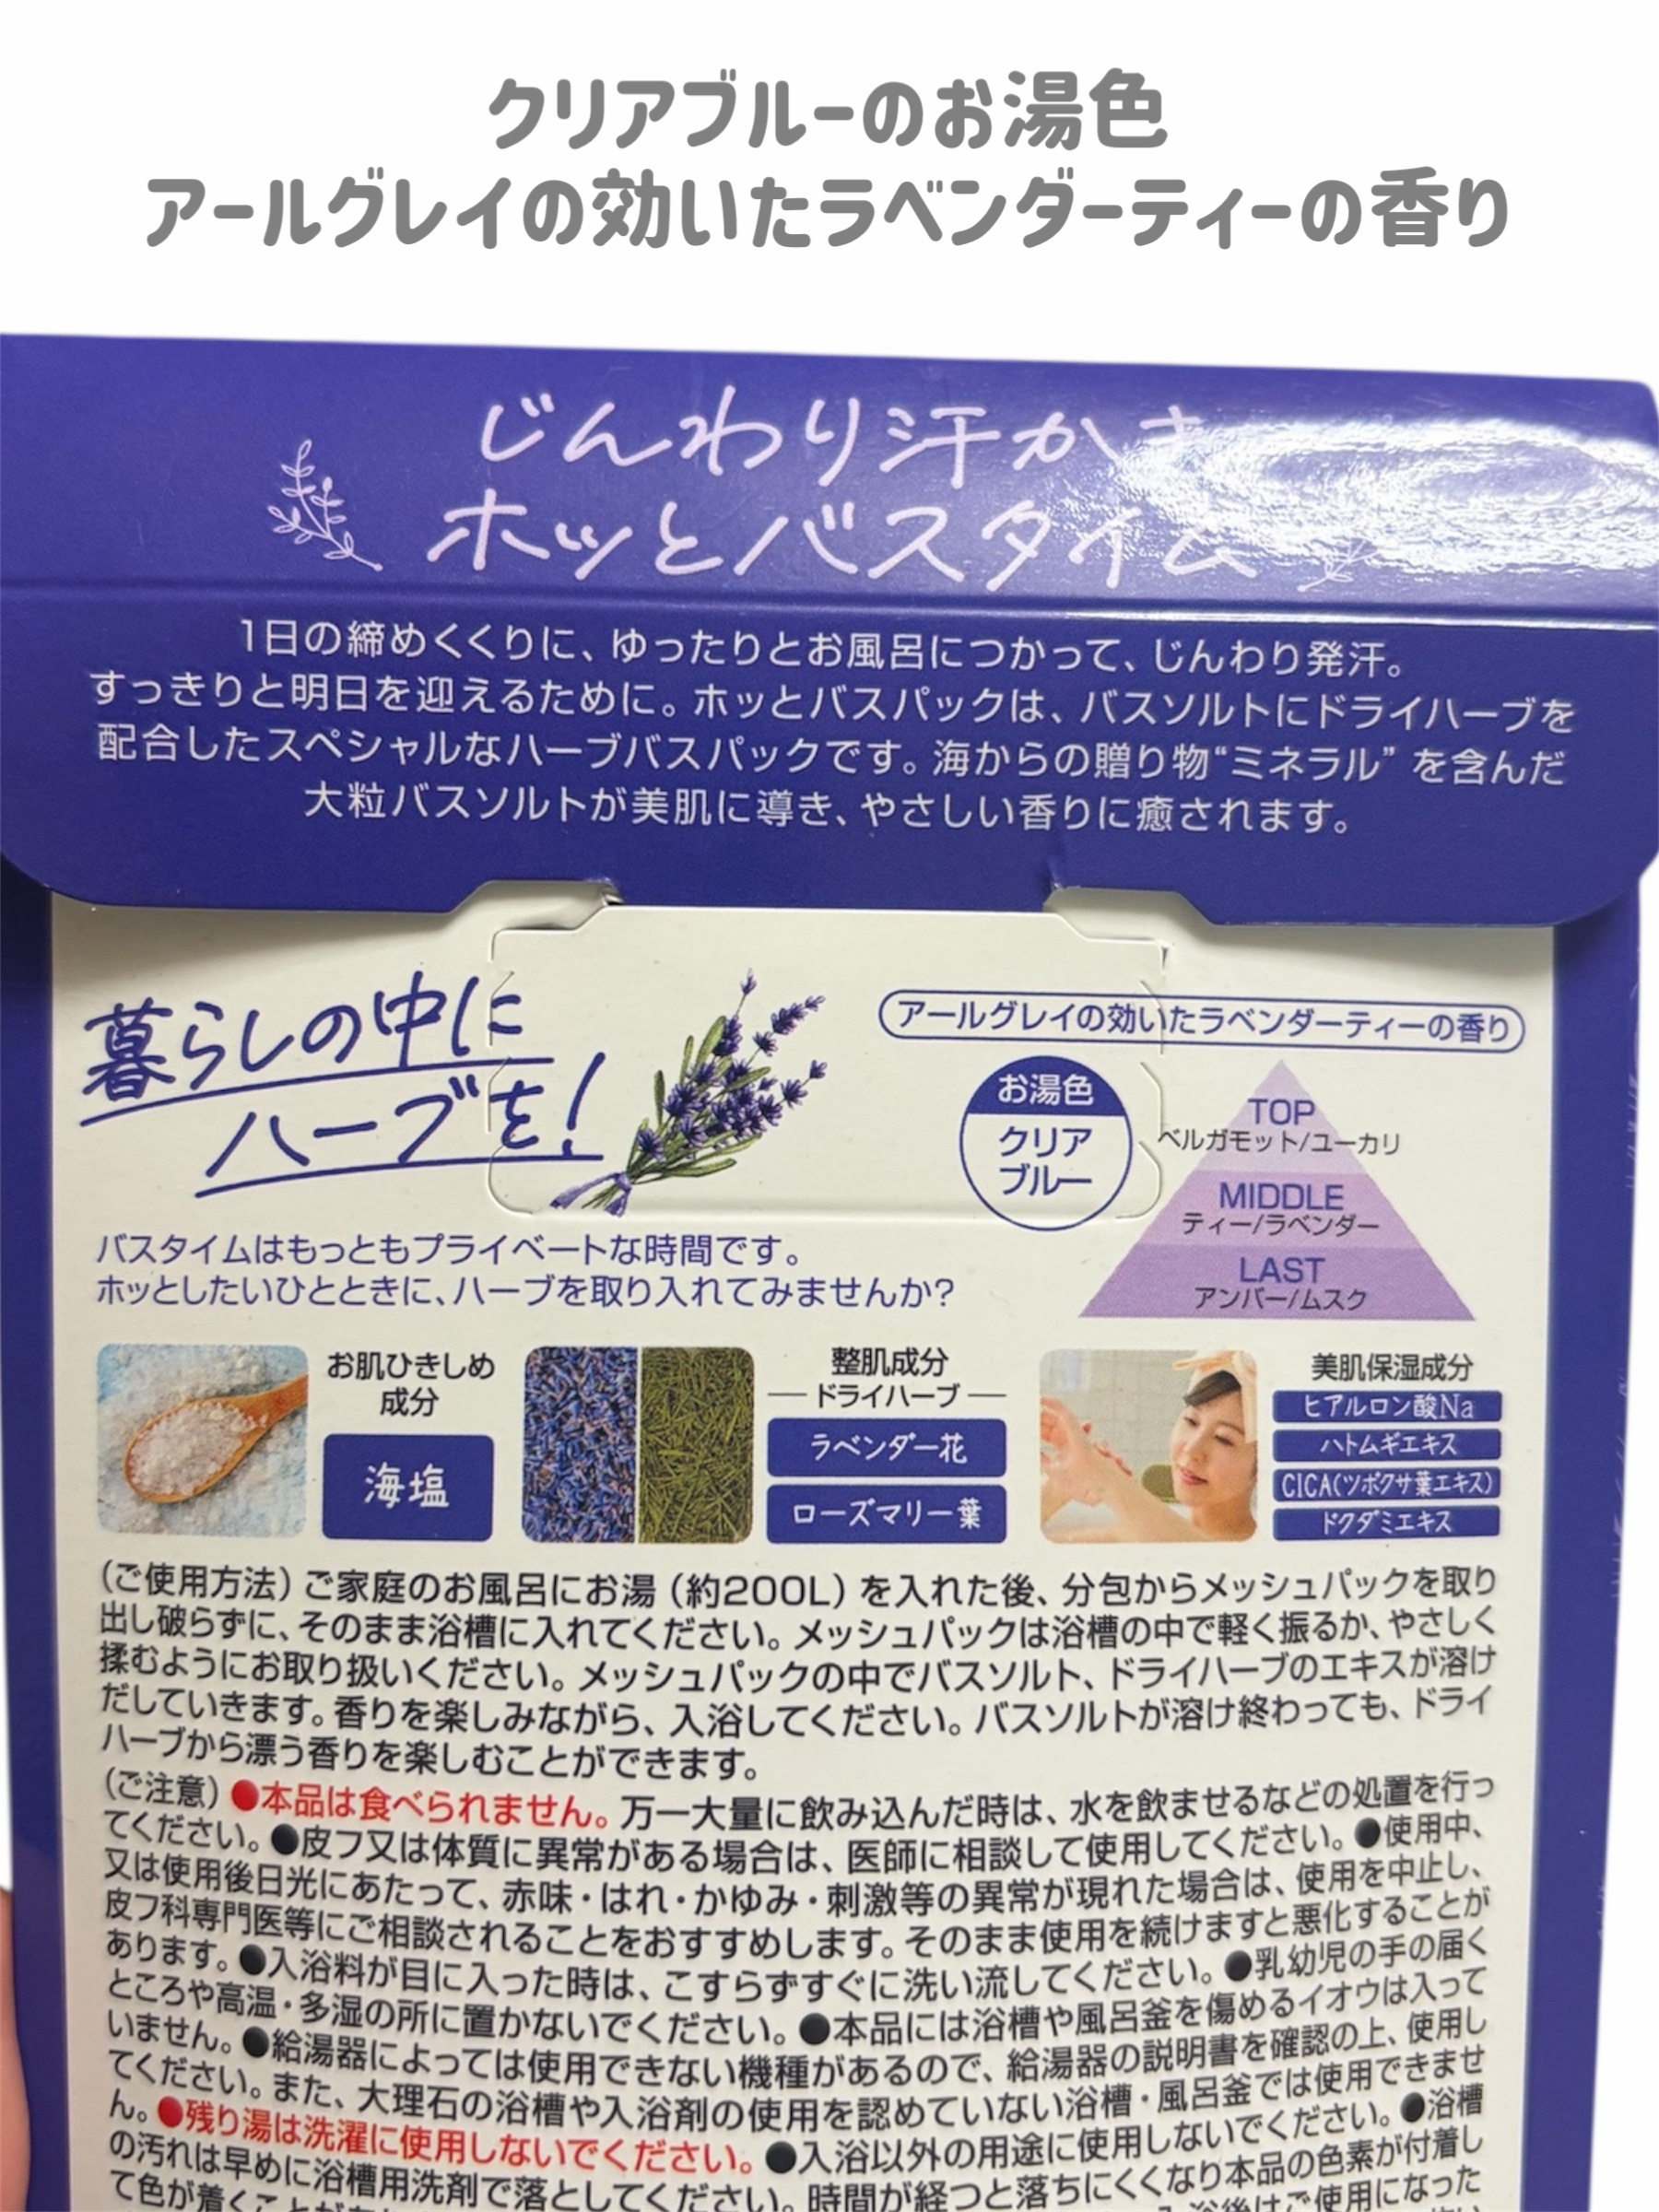 クリアブルーのお湯色
アールグレイの効いたラベンダーティーの香り
じんわり汗かき
ホッとバスタイム
1日の締めくくりに、ゆったりとお風呂につかって、じんわり発汗。
すっきりと明日を迎えるために。ホッとバスパックは、バスソルトにドライハーブを
配合したスペシャルなハーブバスパックです。海からの贈り物“ミネラル”を含んだ
大粒バスソルトが美肌に導き、やさしい香りに癒されます。
暮らしの中に
ハーブを!
アールグレイの効いたラベンダーティーの香り
お湯色
クリア
ブルー
TOP
ベルガモット/ユーカリ
MIDDLE
ティー/ラベンダー
LAST
アンバー/ムスク
バスタイムはもっともプライベートな時間です。
ホッとしたいひとときに、ハーブを取り入れてみませんか?
お肌ひきしめ
成分
海塩
整肌成分
ドライハーブ
ラベンダー花
ローズマリー葉
美肌保湿成分
ヒアルロン酸Na
ハトムギエキス
CICA(ツボクサ葉エキス)
ドクダミエキス
(ご使用方法)ご家庭のお風呂にお湯(約200L)を入れた後、分包からメッシュパックを取り
出し破らずに、そのまま浴槽に入れてください。メッシュパックは浴槽の中で軽く振るか、やさしく
揉むようにお取り扱いください。メッシュパックの中でバスソルト、ドライハーブのエキスが溶け
だしていきます。香りを楽しみながら、入浴してください。バスソルトが溶け終わっても、ドライ
ハーブから漂う香りを楽しむことができます。
(ご注意)●本品は食べられません。万一大量に飲み込んだ時は、水を飲ませるなどの処置を行っ
てください。●皮フ又は体質に異常がある場合は、医師に相談して使用してください。●使用中、
又は使用後日光にあたって、赤味・はれ・かゆみ・刺激等の異常が現れた場合は、使用を中止し、
皮フ科専門医等にご相談されることをおすすめします。そのまま使用を続けますと悪化することが
あります。●入浴料が目に入った時は、こすらずすぐに洗い流してください。●乳幼児の手の届く
ところや高温・多湿の所に置かないでください。●本品には浴槽や風呂釜を傷めるイオウは入って
いません。●給湯器によっては使用できない機種があるので、給湯器の説明書を確認の上、使用し
てください。また、大理石の浴槽や入浴剤の使用を認めていない浴槽・風呂釜では使用できませ
ん。●残り湯は洗濯に使用しないでください。●入浴以外の用途に使用しないでください。●浴槽
の汚れは早めに浴槽用洗剤で落としてください。時間が経つと落ちにくくなり本品の色素が付着し
て色が着くことが
入浴後はご使用になった